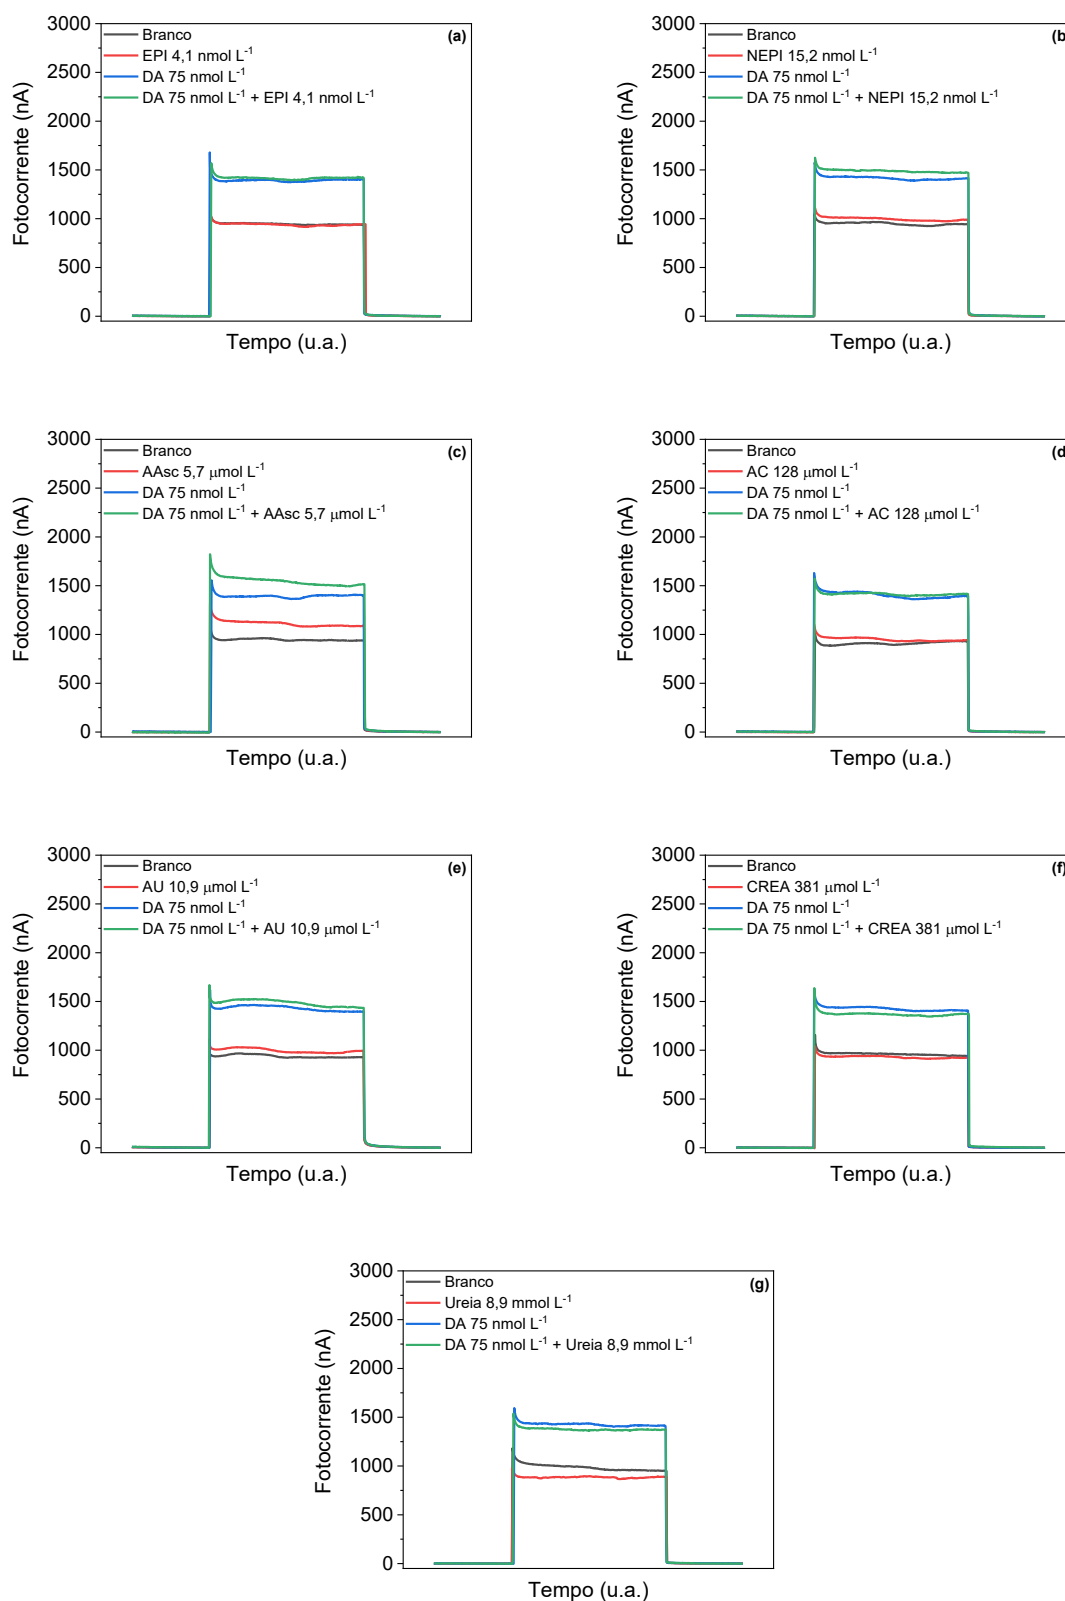 3000
2500
2000
1500
1000
500
0
Fotocorrente (nA)
Tempo (u.a.)
Branco
EPI 4,1 nmol L⁻¹
DA 75 nmol L⁻¹
DA 75 nmol L⁻¹ + EPI 4,1 nmol L⁻¹
(a)
3000
2500
2000
1500
1000
500
0
Fotocorrente (nA)
Tempo (u.a.)
Branco
NEPI 15,2 nmol L⁻¹
DA 75 nmol L⁻¹
DA 75 nmol L⁻¹ + NEPI 15,2 nmol L⁻¹
(b)
3000
2500
2000
1500
1000
500
0
Fotocorrente (nA)
Tempo (u.a.)
Branco
AAsc 5,7 μmol L⁻¹
DA 75 nmol L⁻¹
DA 75 nmol L⁻¹ + AAsc 5,7 μmol L⁻¹
(c)
3000
2500
2000
1500
1000
500
0
Fotocorrente (nA)
Tempo (u.a.)
Branco
AC 128 μmol L⁻¹
DA 75 nmol L⁻¹
DA 75 nmol L⁻¹ + AC 128 μmol L⁻¹
(d)
3000
2500
2000
1500
1000
500
0
Fotocorrente (nA)
Tempo (u.a.)
Branco
AU 10,9 μmol L⁻¹
DA 75 nmol L⁻¹
DA 75 nmol L⁻¹ + AU 10,9 μmol L⁻¹
(e)
3000
2500
2000
1500
1000
500
0
Fotocorrente (nA)
Tempo (u.a.)
Branco
CREA 381 μmol L⁻¹
DA 75 nmol L⁻¹
DA 75 nmol L⁻¹ + CREA 381 μmol L⁻¹
(f)
3000
2500
2000
1500
1000
500
0
Fotocorrente (nA)
Tempo (u.a.)
Branco
Ureia 8,9 mmol L⁻¹
DA 75 nmol L⁻¹
DA 75 nmol L⁻¹ + Ureia 8,9 mmol L⁻¹
(g)